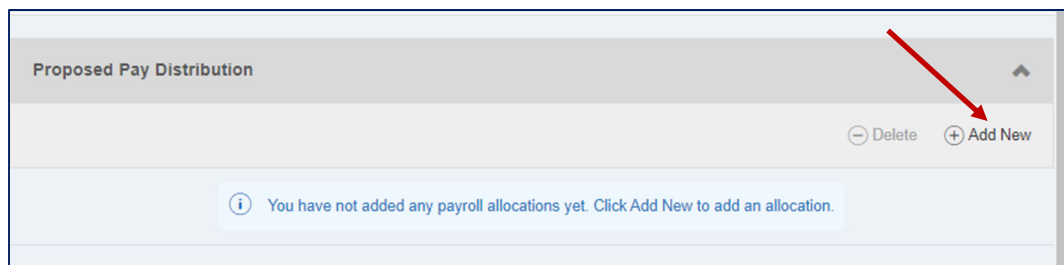 Proposed Pay Distribution
Delete Add New
You have not added any payroll allocations yet. Click Add New to add an allocation.